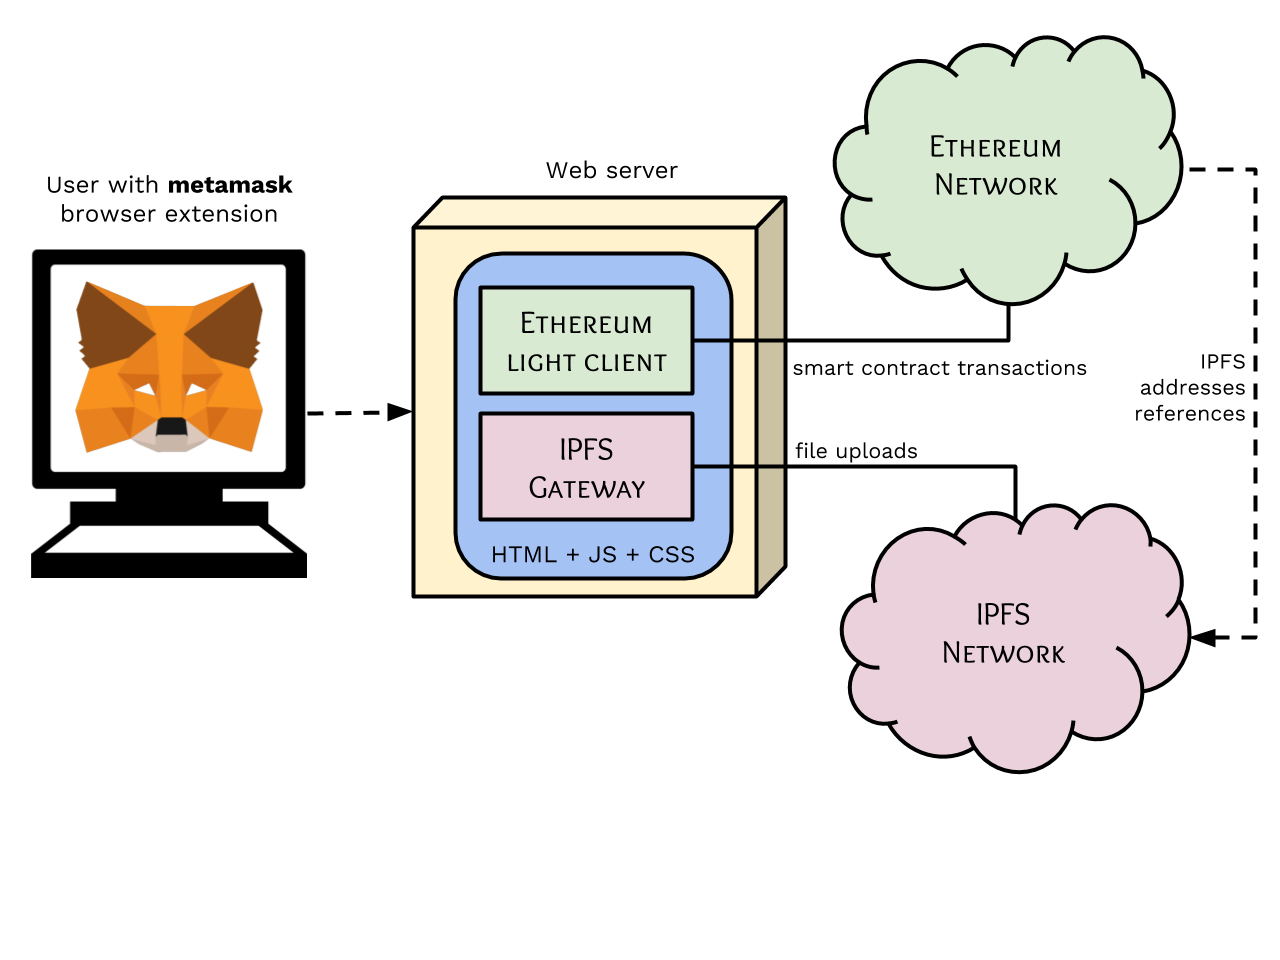 User with metamask
browser extension
Web server
ETHEREUM
LIGHT CLIENT
IPFS
GATEWAY
HTML + JS + CSS
ETHEREUM
NETWORK
smart contract transactions
file uploads
IPFS
addresses
references
IPFS
NETWORK